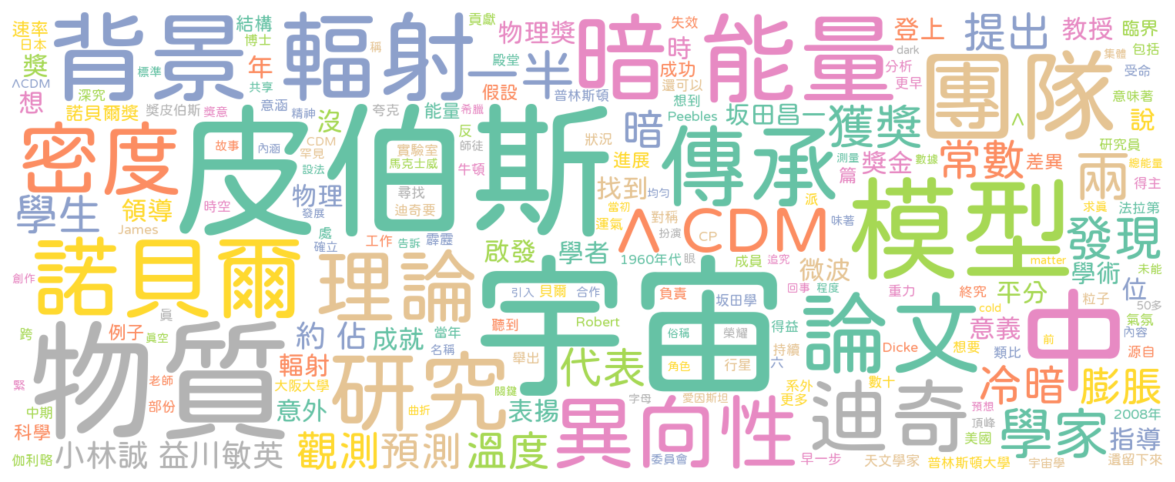 速率 日本 結構 博士 貢獻 稱 物理獎 失效 殿堂 時 dark 登上 提出 教授 臨界 包括
背景 輻射 一半 暗能量 成功 還可以 分析 更早 集體 受命
獎 ΛCDM 想 深究 標準 年 共享 意涵 假設 普林斯頓 團隊
諾貝爾獎 獎皮伯斯 獎意 精神 夸克 能量 希臘 想到 Peebles 坂田昌一 獲獎 Λ 意味著 說
密度 故事 內涵 沒 CDM 罕見 設法 實驗室 馬克士威 反 師徒 牛頓 狀況 暗 進展 測量 數據 研究員 總能量
皮伯斯 傳承 篇 獎金 常數 差異 兩 得主
學生 領導 時空 James 物理 發展 處 確立 尋找 迪奇要 找到 均勻 當初 運氣 對稱 扮演 派 模型 求真 法拉第
諾貝爾 理論 工作 告訴 霹靂 啟發 學者 1960年代 眼 CP ΛCDM 味著 成員 追究 微波 matter 發現 學術 未能
創作 跨 真 真空 引入 貝爾 合作 宇宙 負責 坂田學 回事 程度 重力 終究 平分 粒子 位 50多
物質 例子 約 佔 成就 當年 名稱 聽到 Robert 俗稱 榮耀 得益 持續 論文 cold 意義 氣氛 內容 前 中
緊 老師 部份 輻射 大阪大學 研究 舉出 關鍵 代表 角色 行星 六 Dicke 想要 類比 源自
中期 科學 意外 曲折 表揚 字母 愛因斯坦 系外 更多 數十 迪奇 冷暗 預想 頂峰 膨脹 2008年
伽利略 小林誠 益川敏英 觀測 預測 溫度 異向性 委員會 早一步 天文學家 普林斯頓大學 美國 宇宙學 學家 指導 遺留下來